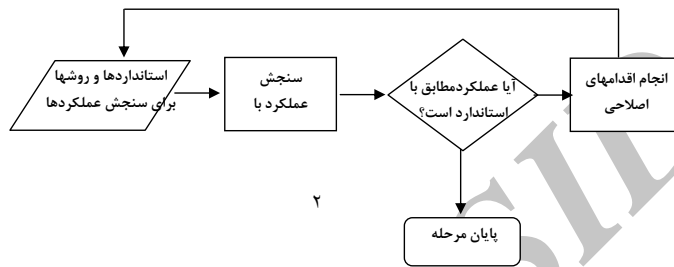 استانداردها و روشها
برای سنجش عملکردها
سنجش
عملکرد با
آیا عملکردمطابق با
استاندارد است؟
انجام اقدامهای
اصلاحی
۲
پایان مرحله
SID